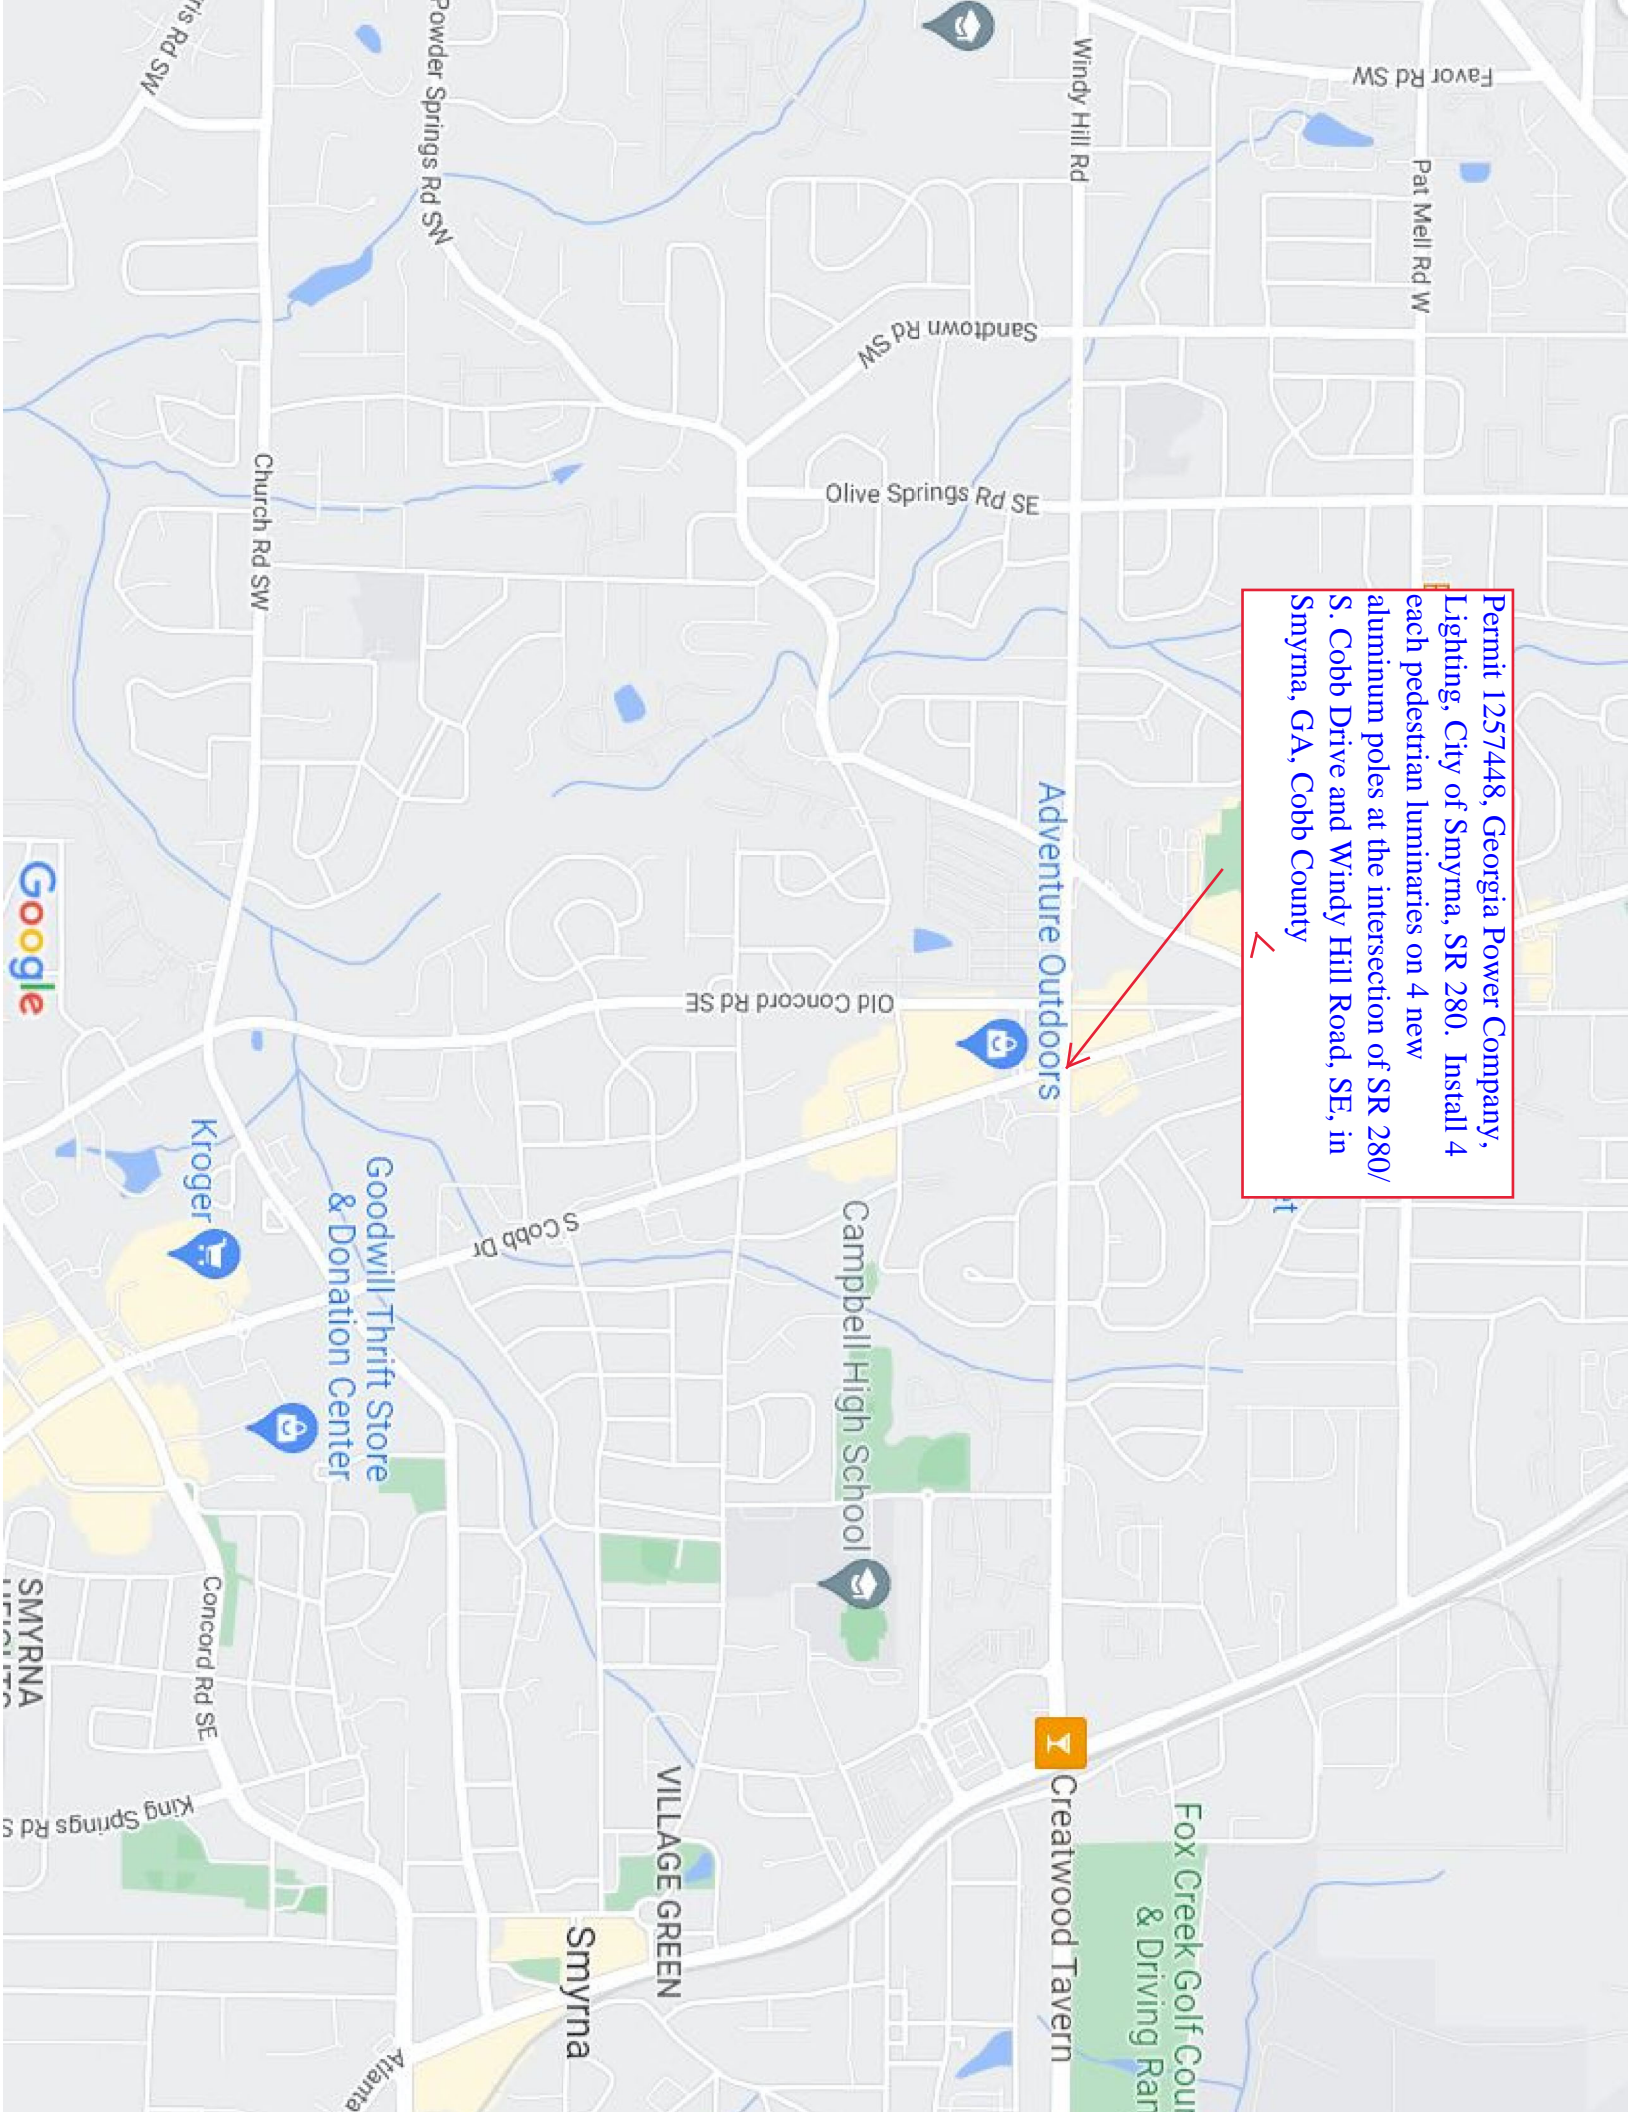 Permit 1257448, Georgia Power Company,
Lighting, City of Smyrna, SR 280.  Install 4
each pedestrian luminaries on 4 new
aluminum poles at the intersection of SR 280/
S. Cobb Drive and Windy Hill Road, SE, in
Smyrna, GA, Cobb County
Favor Rd SW
Pat Mell Rd W
Windy Hill Rd
Sandtown Rd SW
Olive Springs Rd SE
Powder Springs Rd SW
Rd SW
Church Rd SW
Adventure Outdoors
Old Concord Rd SE
S Cobb Dr
Campbell High School
Goodwill Thrift Store
& Donation Center
Kroger
Concord Rd SE
King Springs Rd S
SMYRNA
VILLAGE GREEN
Smyrna
Creatwood Tavern
Fox Creek Golf Cour
& Driving Ran
Atlanta
Google